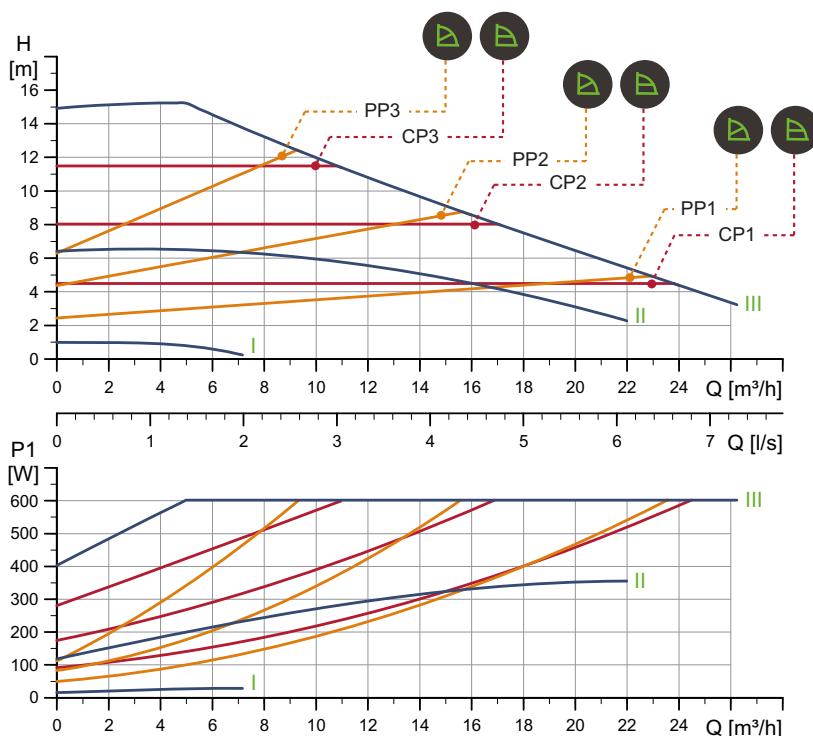 H
[m]
16
14
12
10
8
6
4
2
0
PP3
CP3
PP2
CP2
PP1
CP1
III
II
I
0 2 4 6 8 10 12 14 16 18 20 22 24 Q [m³/h]
0 1 2 3 4 5 6 7 Q [l/s]
P1
[W]
600
500
400
300
200
100
0
III
II
I
0 2 4 6 8 10 12 14 16 18 20 22 24 Q [m³/h]